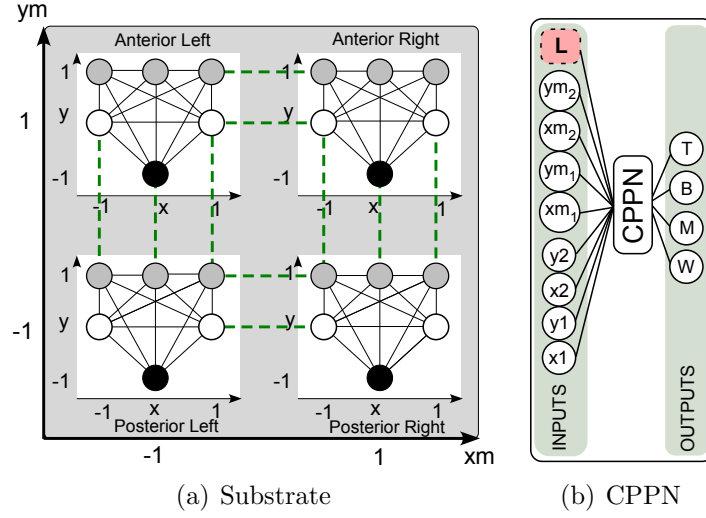 ym
Anterior Left
Anterior Right
1
1
y
y
1
-1
-1
-1
x
1
-1
x
1
1
1
y
y
-1
-1
-1
-1
x
1
-1
x
1
Posterior Left
Posterior Right
-1
1
xm
(a) Substrate
L
ym2
xm2
ym1
xm1
y2
x2
y1
x1
INPUTS
CPPN
T
B
M
W
OUTPUTS
(b) CPPN